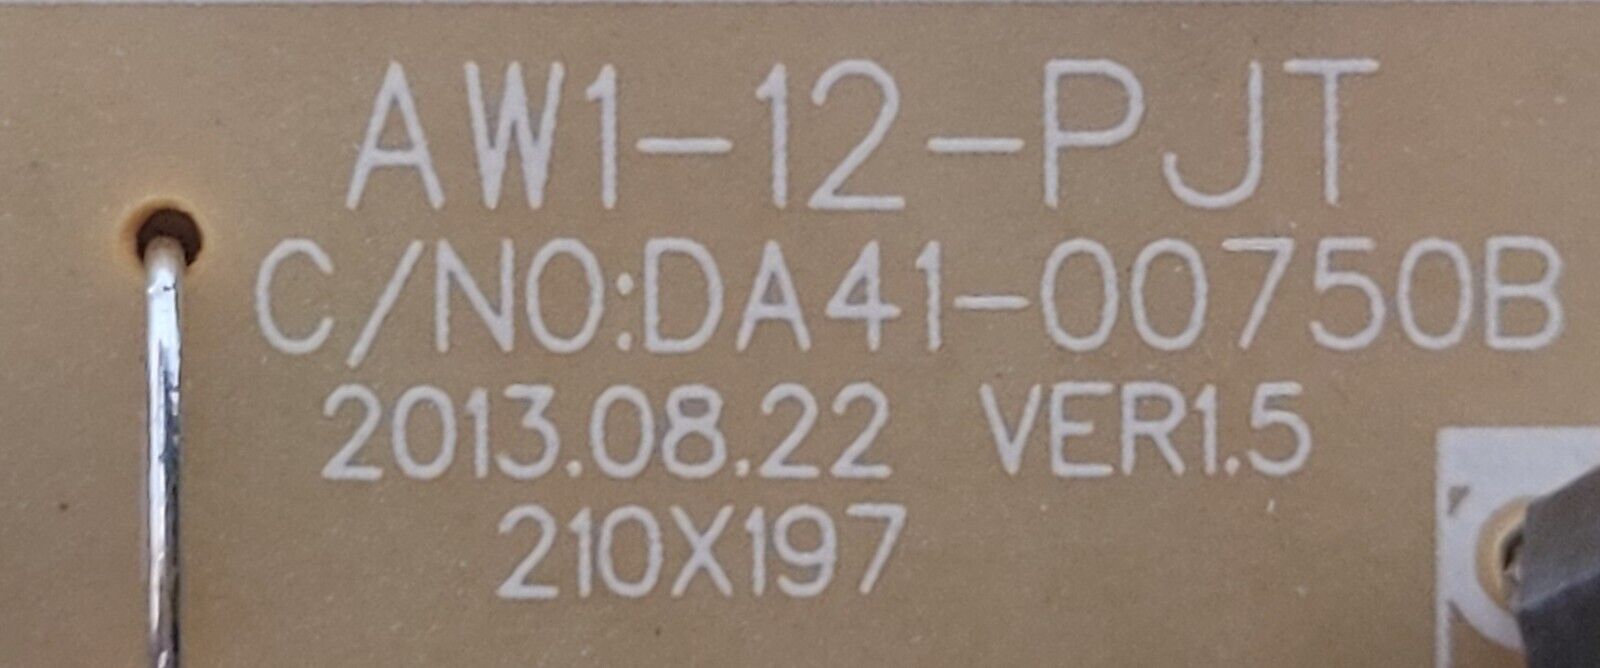 AW1-12-PJT
C/NO:DA41-00750B
2013.08.22 VER1.5
210X197